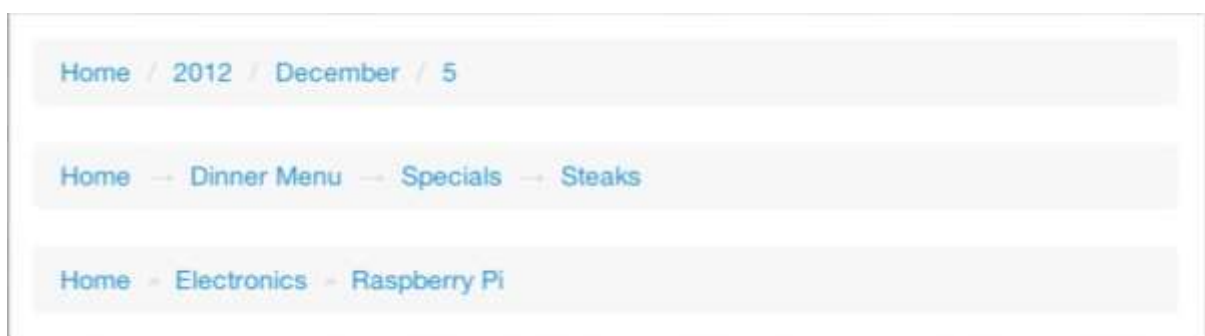 Home / 2012 / December / 5
Home → Dinner Menu → Specials → Steaks
Home » Electronics » Raspberry Pi